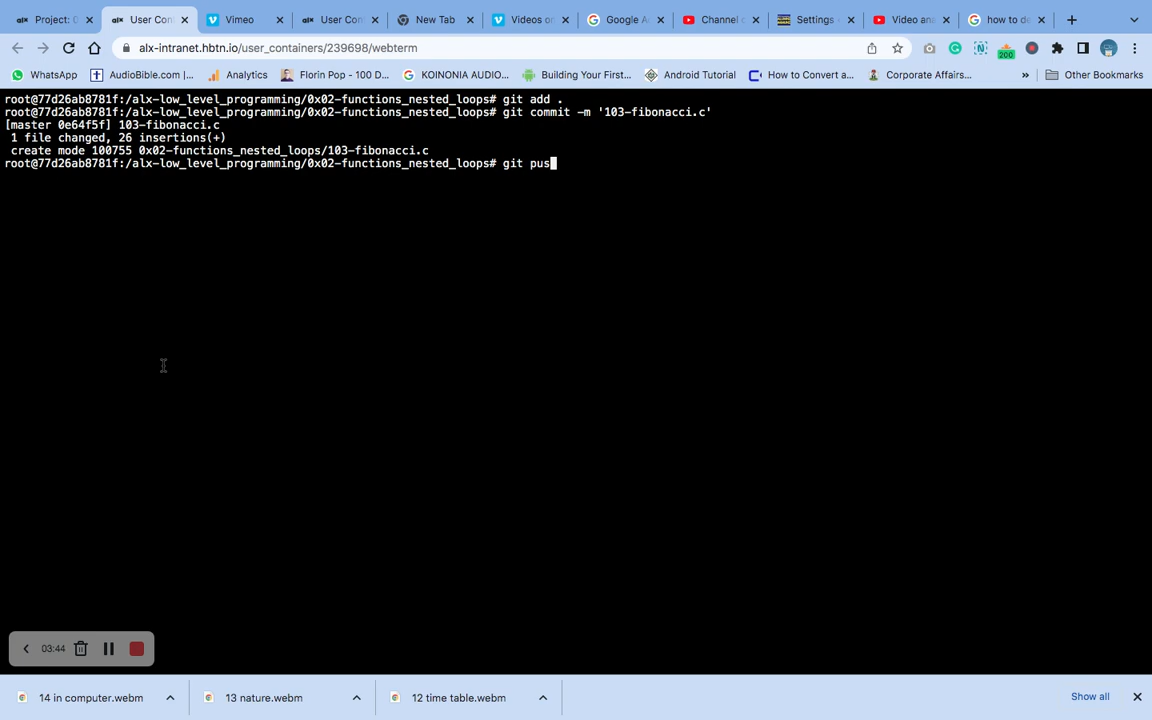 Project: 0
User Con
Vimeo
User Con
New Tab
Videos on
Google A
Channel c
Settings -
Video ana
how to de
alx-intranet.hbtn.io/user_containers/239698/webterm
200
WhatsApp
AudioBible.com |...
Analytics
Florin Pop - 100 D...
KOINONIA AUDIO...
Building Your First...
Android Tutorial
How to Convert a...
Corporate Affairs...
»
Other Bookmarks
root@77d26ab8781f:/alx-low_level_programming/0x02-functions_nested_loops# git add .
root@77d26ab8781f:/alx-low_level_programming/0x02-functions_nested_loops# git commit -m '103-fibonacci.c'
[master 0e64f5f] 103-fibonacci.c
1 file changed, 26 insertions(+)
create mode 100755 0x02-functions_nested_loops/103-fibonacci.c
root@77d26ab8781f:/alx-low_level_programming/0x02-functions_nested_loops# git pus
03:44
14 in computer.webm
13 nature.webm
12 time table.webm
Show all